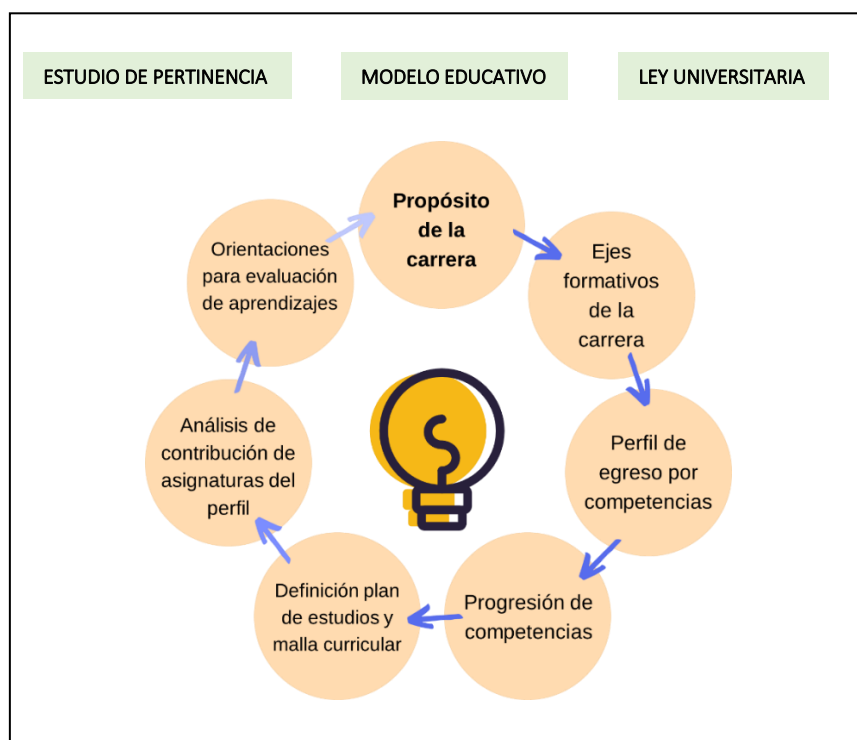 ESTUDIO DE PERTINENCIA
MODELO EDUCATIVO
LEY UNIVERSITARIA
Propósito
de la
carrera
Ejes
formativos
de la
carrera
Perfil de
egreso por
competencias
Progresión de
competencias
Definición plan
de estudios y
malla curricular
Análisis de
contribución de
asignaturas del
perfil
Orientaciones
para evaluación
de aprendizajes